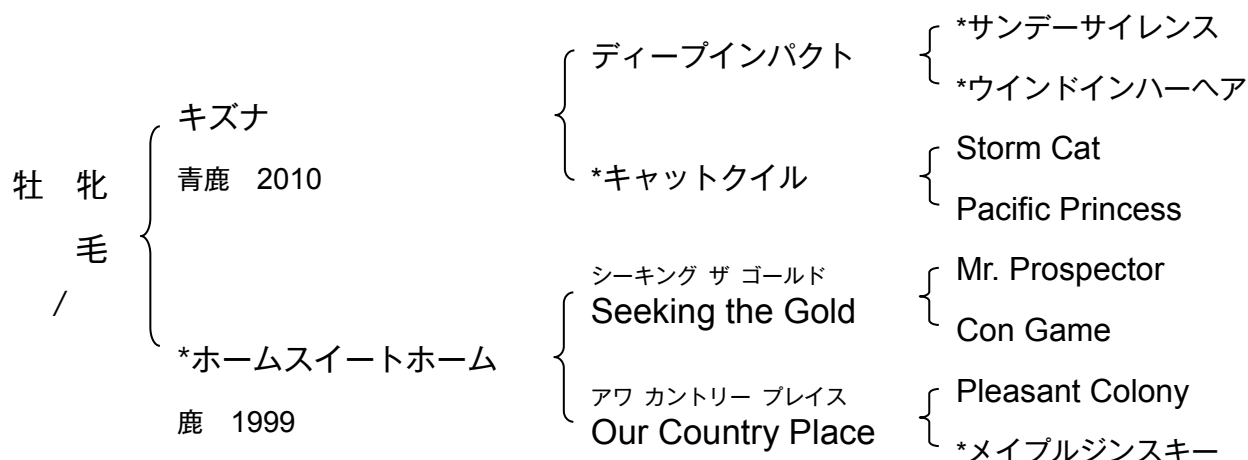 牡 牝
毛
/
キズナ
青鹿 2010
*ホームスイートホーム
鹿 1999
ディープインパクト
*キャットクイル
シーキング ザ ゴールド
Seeking the Gold
アワ カントリー プレイス
Our Country Place
*サンデーサイレンス
*ウインドインハーヘア
Storm Cat
Pacific Princess
Mr. Prospector
Con Game
Pleasant Colony
*メイプルジンスキー